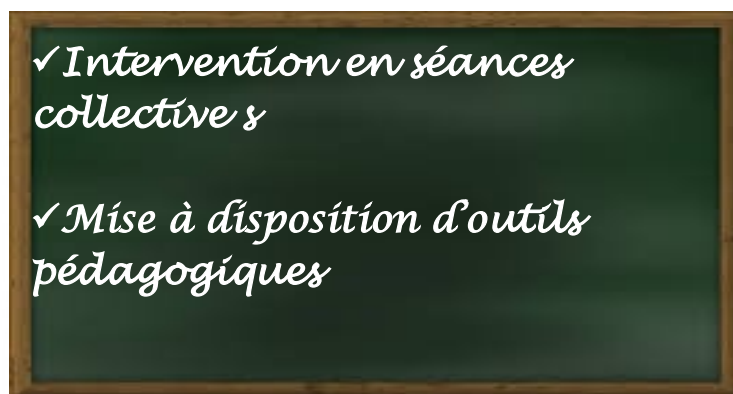 ✓Intervention en séances
collective s
✓Mise à disposition d'outils
pédagogiques